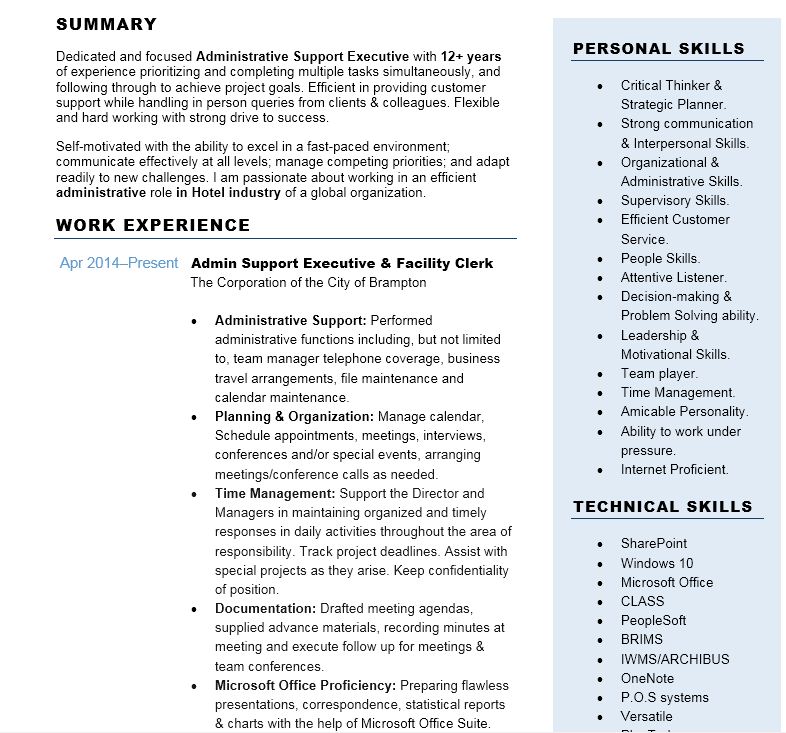 SUMMARY
Dedicated and focused Administrative Support Executive with 12+ years
of experience prioritizing and completing multiple tasks simultaneously, and
following through to achieve project goals. Efficient in providing customer
support while handling in person queries from clients & colleagues. Flexible
and hard working with strong drive to success.
Self-motivated with the ability to excel in a fast-paced environment;
communicate effectively at all levels; manage competing priorities; and adapt
readily to new challenges. I am passionate about working in an efficient
administrative role in Hotel industry of a global organization.
WORK EXPERIENCE
Apr 2014–Present Admin Support Executive & Facility Clerk
The Corporation of the City of Brampton
• Administrative Support: Performed
administrative functions including, but not limited
to, team manager telephone coverage, business
travel arrangements, file maintenance and
calendar maintenance.
• Planning & Organization: Manage calendar,
Schedule appointments, meetings, interviews,
conferences and/or special events, arranging
meetings/conference calls as needed.
• Time Management: Support the Director and
Managers in maintaining organized and timely
responses in daily activities throughout the area of
responsibility. Track project deadlines. Assist with
special projects as they arise. Keep confidentiality
of position.
• Documentation: Drafted meeting agendas,
supplied advance materials, recording minutes at
meeting and execute follow up for meetings &
team conferences.
• Microsoft Office Proficiency: Preparing flawless
presentations, correspondence, statistical reports
& charts with the help of Microsoft Office Suite.
PERSONAL SKILLS
• Critical Thinker &
Strategic Planner.
• Strong communication
& Interpersonal Skills.
• Organizational &
Administrative Skills.
• Supervisory Skills.
• Efficient Customer
Service.
• People Skills.
• Attentive Listener.
• Decision-making &
Problem Solving ability.
• Leadership &
Motivational Skills.
• Team player.
• Time Management.
• Amicable Personality.
• Ability to work under
pressure.
• Internet Proficient.
TECHNICAL SKILLS
• SharePoint
• Windows 10
• Microsoft Office
• CLASS
• PeopleSoft
• BRIMS
• IWMS/ARCHIBUS
• OneNote
• P.O.S systems
• Versatile